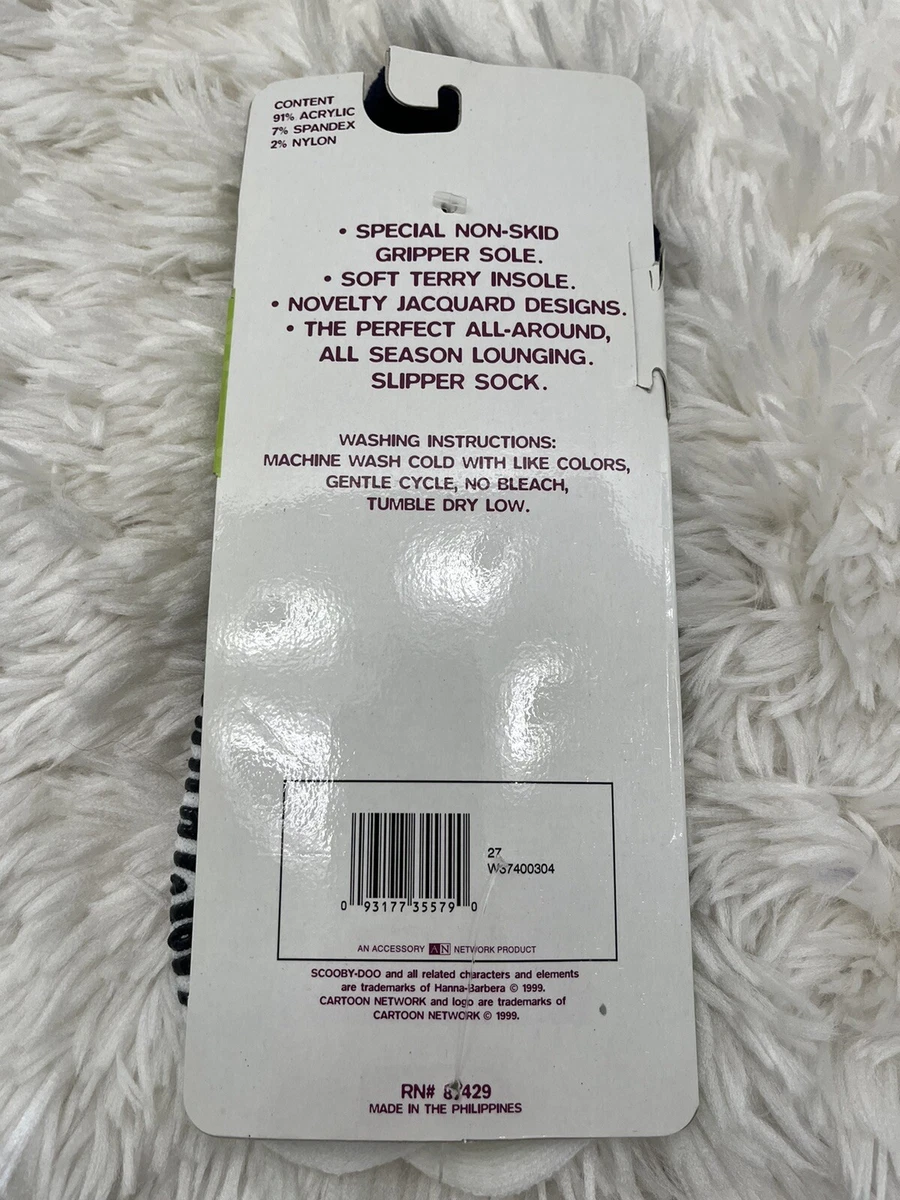 CONTENT
91% ACRYLIC
7% SPANDEX
2% NYLON
• SPECIAL NON-SKID
GRIPPER SOLE.
• SOFT TERRY INSOLE.
• NOVELTY JACQUARD DESIGNS.
• THE PERFECT ALL-AROUND,
ALL SEASON LOUNGING.
SLIPPER SOCK.
WASHING INSTRUCTIONS:
MACHINE WASH COLD WITH LIKE COLORS,
GENTLE CYCLE, NO BLEACH,
TUMBLE DRY LOW.
27
W37400304
0 93177 35579 0
AN ACCESSORY AN NETWORK PRODUCT
SCOOBY-DOO and all related characters and elements
are trademarks of Hanna-Barbera © 1999.
CARTOON NETWORK and logo are trademarks of
CARTOON NETWORK © 1999.
RN#
MADE IN THE PHILIPPINES